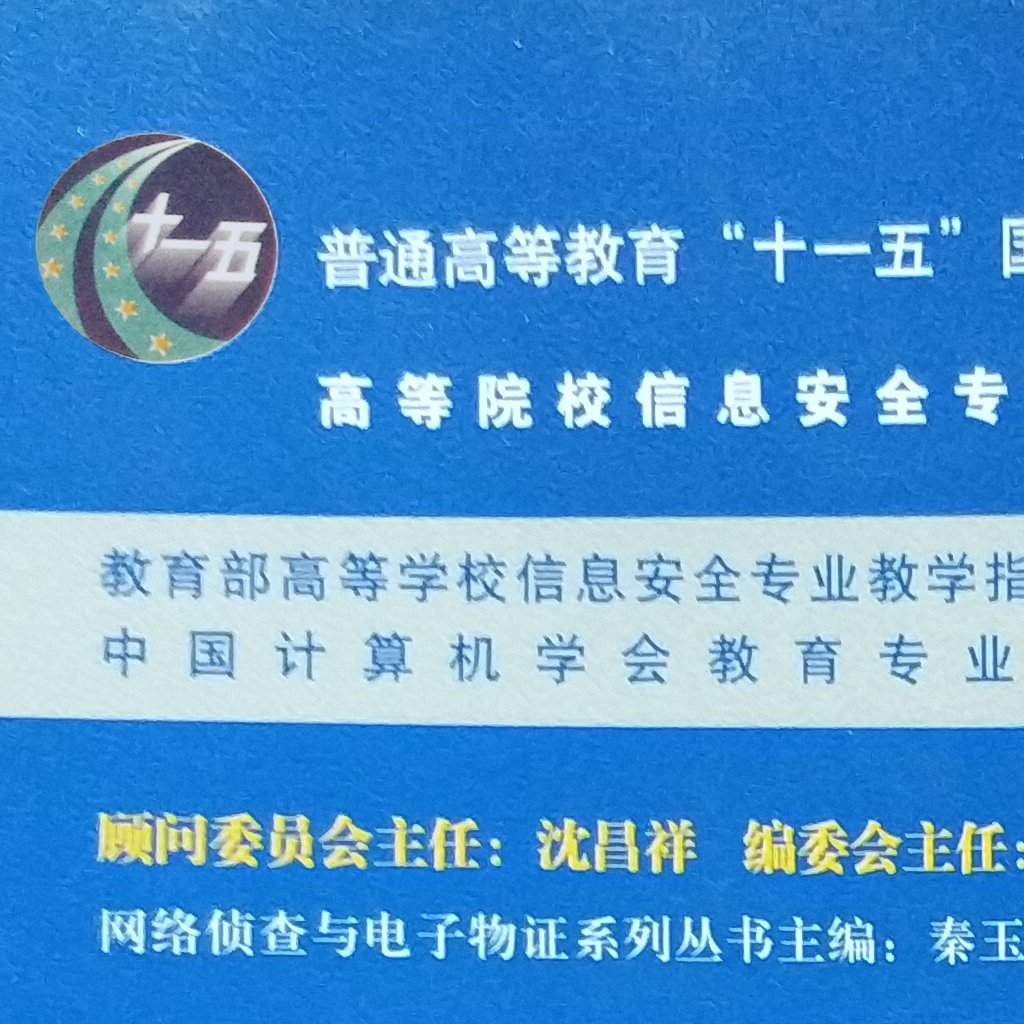 十一五
普通高等教育“十一五”国
高等院校信息安全专
教育部高等学校信息安全专业教学指
中国计算机学会教育专业
顾问委员会主任：沈昌祥 编委会主任：
网络侦查与电子物证系列丛书主编：秦玉